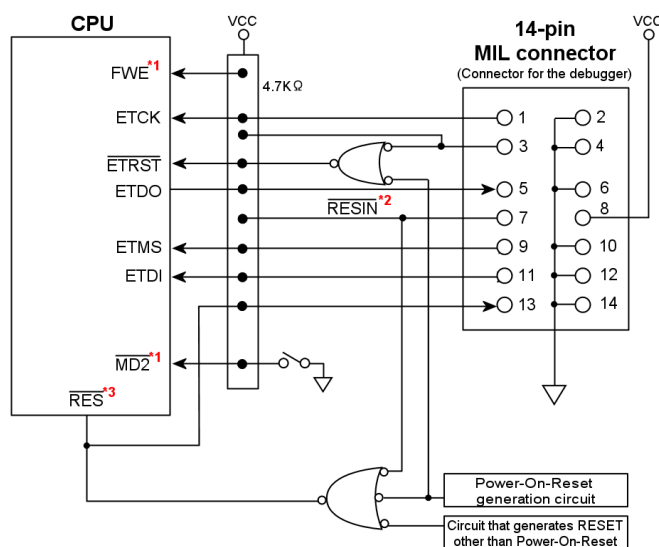 CPU
VCC
14-pin
MIL connector
(Connector for the debugger)
VCC
FWE*1
4.7KΩ
ETCK
1
2
ETRST
3
4
ETDO
RESIN*2
5
6
7
8
ETMS
9
10
ETDI
11
12
13
14
MD2*1
RES*3
Power-On-Reset
generation circuit
Circuit that generates RESET
other than Power-On-Reset